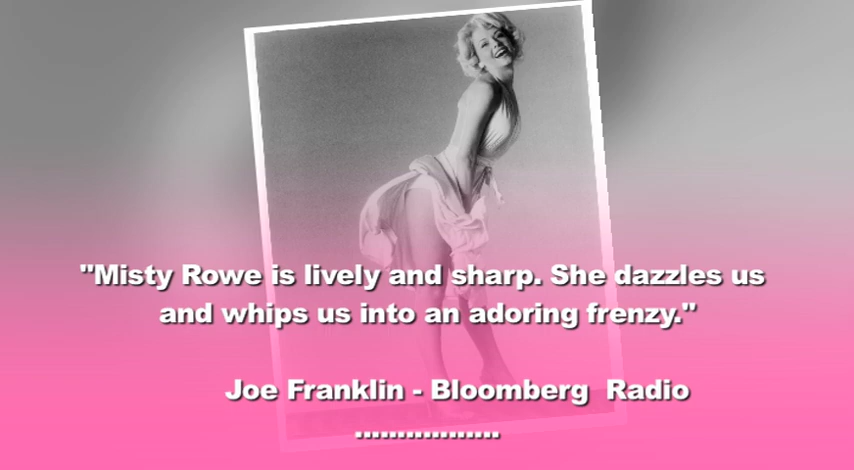 "Misty Rowe is lively and sharp. She dazzles us
and whips us into an adoring frenzy."
Joe Franklin - Bloomberg  Radio
.................